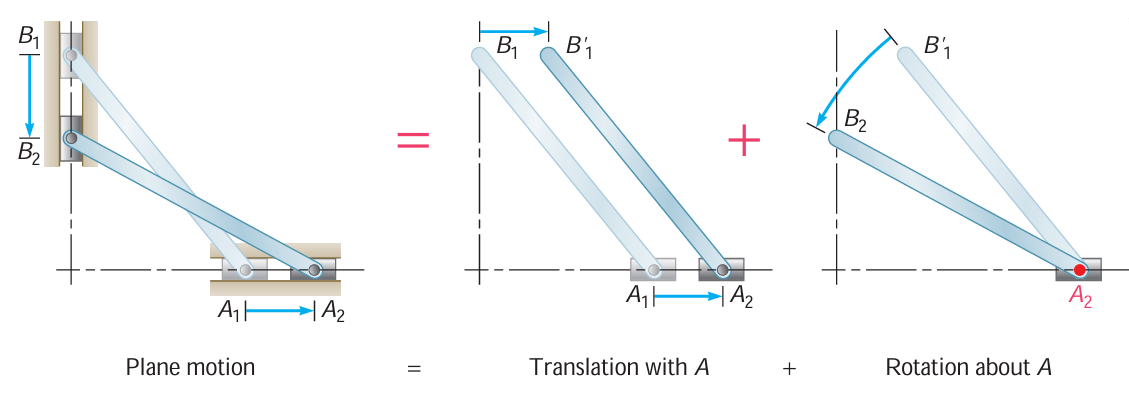 B₁
B₂
A₁
A₂
=
B₁
B′₁
A₁
A₂
+
B′₁
B₂
A₂
Plane motion = Translation with A + Rotation about A